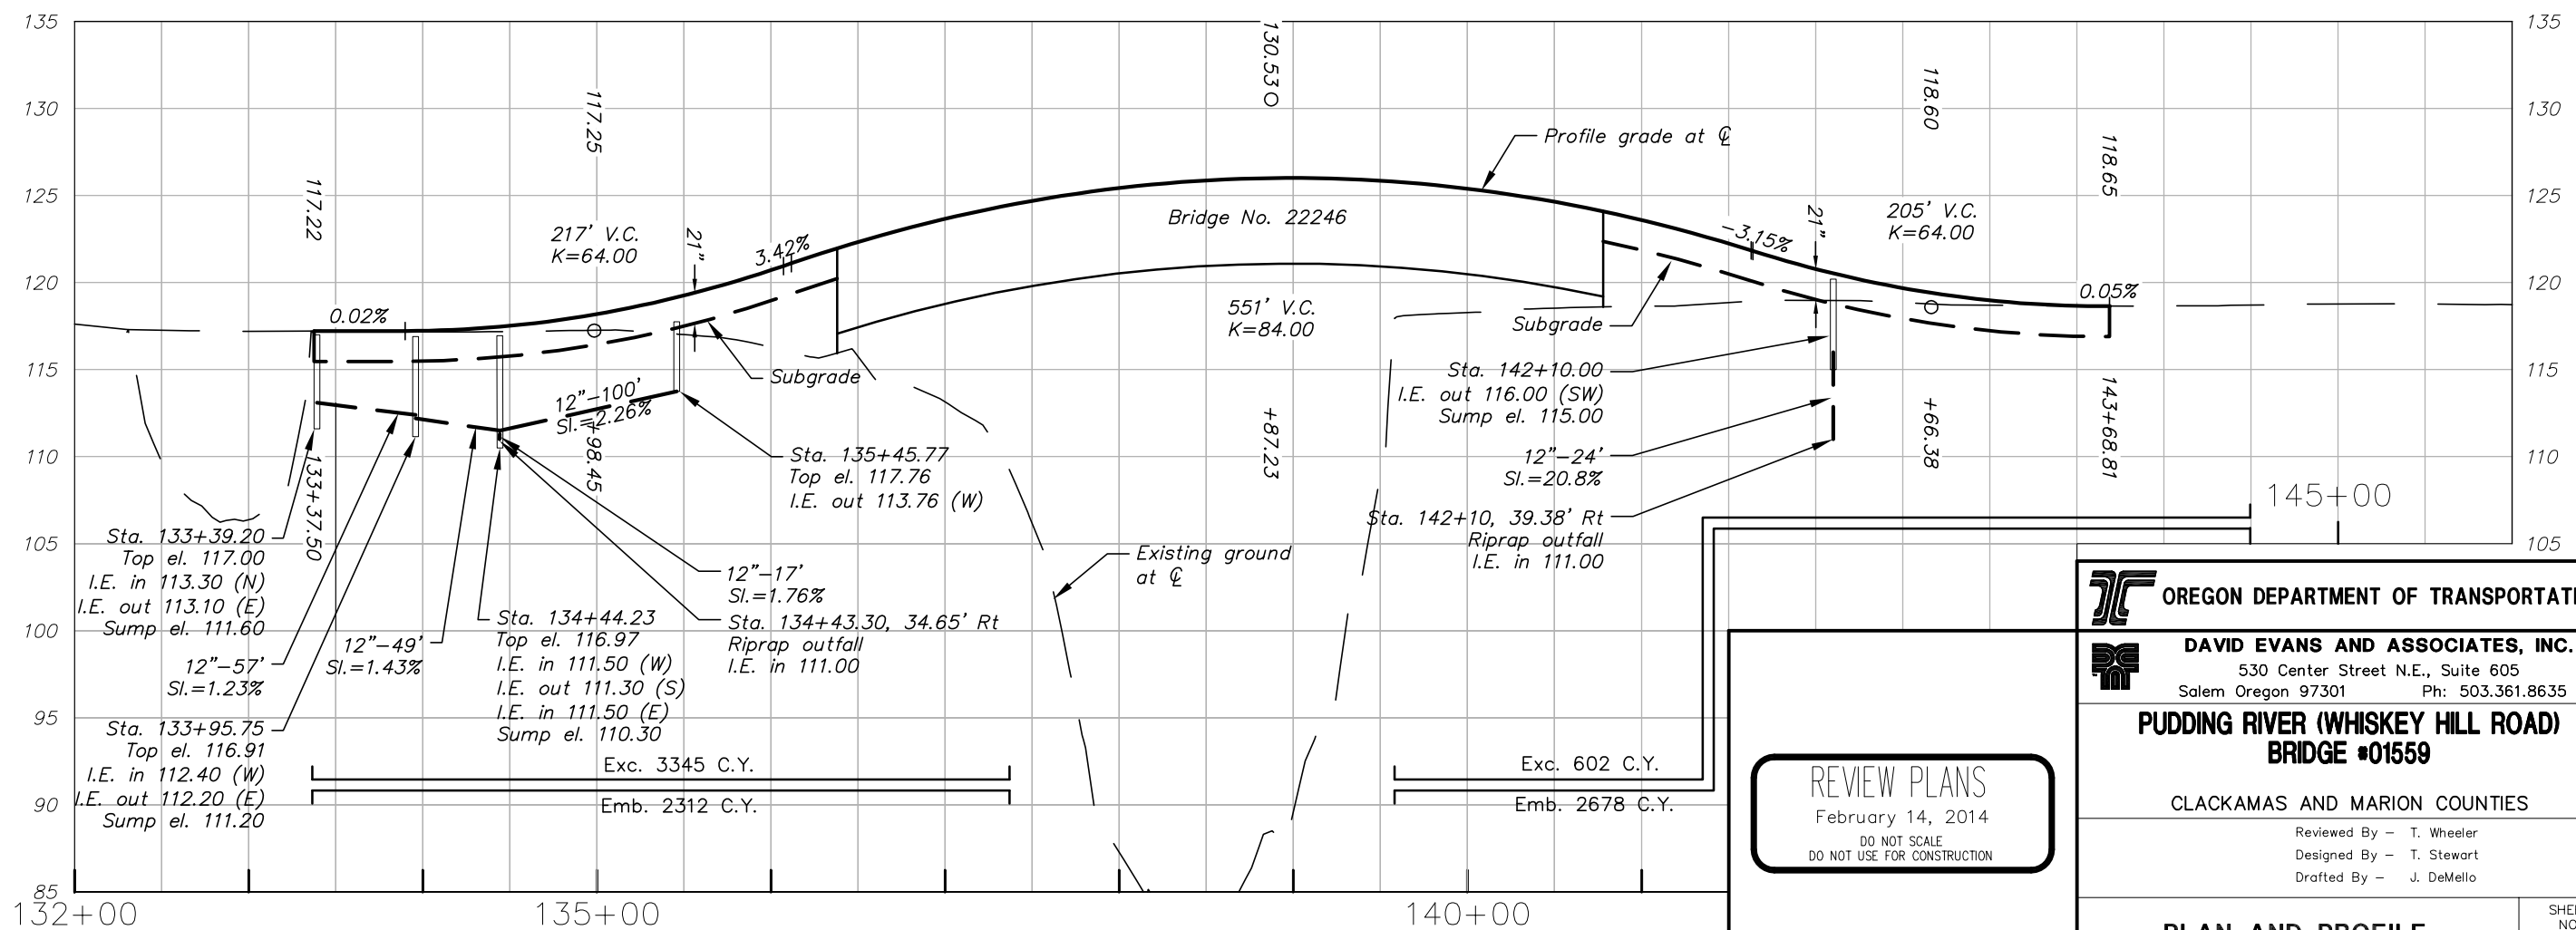 135
130
125
120
115
110
105
100
95
90
85
135
130
125
120
115
110
105
132+00
135+00
140+00
145+00
117.22
133+37.50
0.02%
117.25
+98.45
217' V.C.
K=64.00
21"
3.42%
130.53
+87.23
Bridge No. 22246
551' V.C.
K=84.00
Profile grade at ℄
-3.15%
21"
118.60
+66.38
205' V.C.
K=64.00
118.65
143+68.81
0.05%
Subgrade
Subgrade
12"-100'
Sl.=2.26%
Sta. 135+45.77
Top el. 117.76
I.E. out 113.76 (W)
Sta. 142+10.00
I.E. out 116.00 (SW)
Sump el. 115.00
12"-24'
Sl.=20.8%
Sta. 142+10, 39.38' Rt
Riprap outfall
I.E. in 111.00
Existing ground
at ℄
Sta. 133+39.20
Top el. 117.00
I.E. in 113.30 (N)
I.E. out 113.10 (E)
Sump el. 111.60
12"-57'
Sl.=1.23%
Sta. 133+95.75
Top el. 116.91
I.E. in 112.40 (W)
I.E. out 112.20 (E)
Sump el. 111.20
12"-49'
Sl.=1.43%
Sta. 134+44.23
Top el. 116.97
I.E. in 111.50 (W)
I.E. out 111.30 (S)
I.E. in 111.50 (E)
Sump el. 110.30
12"-17'
Sl.=1.76%
Sta. 134+43.30, 34.65' Rt
Riprap outfall
I.E. in 111.00
Exc. 3345 C.Y.
Emb. 2312 C.Y.
Exc. 602 C.Y.
Emb. 2678 C.Y.
REVIEW PLANS
February 14, 2014
DO NOT SCALE
DO NOT USE FOR CONSTRUCTION
OREGON DEPARTMENT OF TRANSPORTATI
DAVID EVANS AND ASSOCIATES, INC.
530 Center Street N.E., Suite 605
Salem Oregon 97301 Ph: 503.361.8635
PUDDING RIVER (WHISKEY HILL ROAD)
BRIDGE #01559
CLACKAMAS AND MARION COUNTIES
Reviewed By - T. Wheeler
Designed By - T. Stewart
Drafted By - J. DeMello
PLAN AND PROFILE
SHE
NO